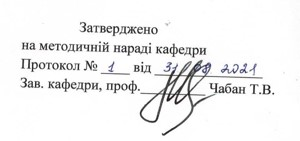 Затверджено
на методичній нараді кафедри
Протокол № 1 від 31 08 2021
Зав. кафедри, проф. Чабан Т.В.